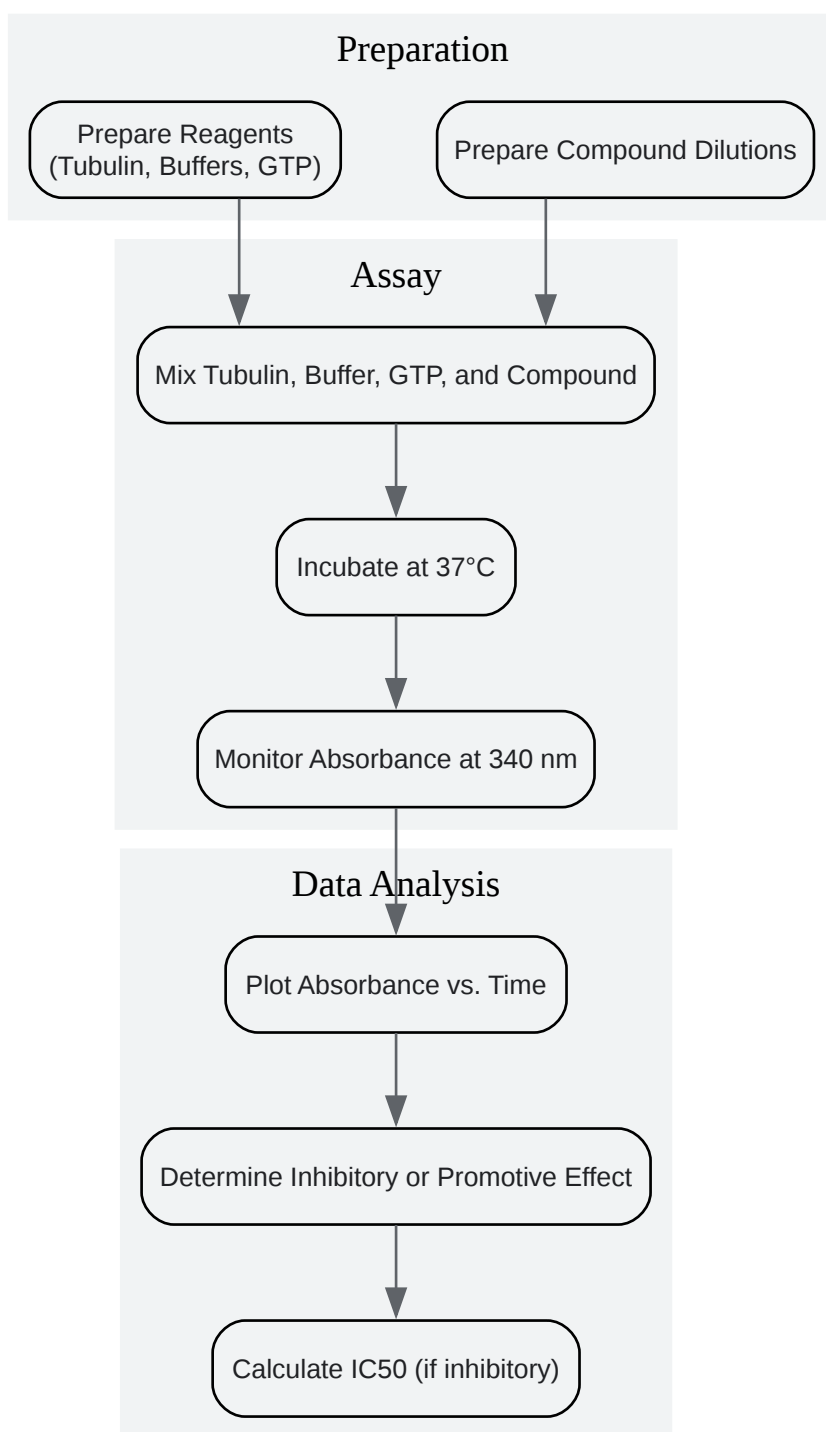 Preparation
Prepare Reagents
(Tubulin, Buffers, GTP)
Prepare Compound Dilutions
Assay
Mix Tubulin, Buffer, GTP, and Compound
Incubate at 37°C
Monitor Absorbance at 340 nm
Data Analysis
Plot Absorbance vs. Time
Determine Inhibitory or Promotive Effect
Calculate IC50 (if inhibitory)